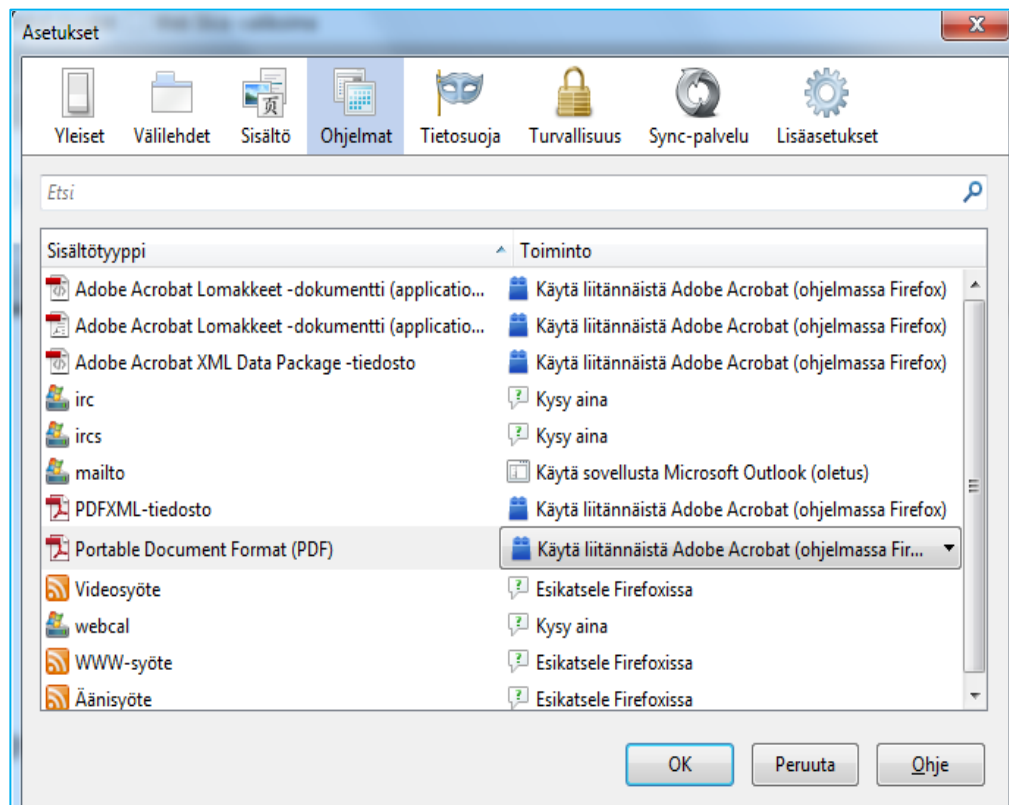 Asetukset
Yleiset Välilehdet Sisältö Ohjelmat Tietosuoja Turvallisuus Sync-palvelu Lisäasetukset
Etsi
Sisältötyyppi Toiminto
Adobe Acrobat Lomakkeet -dokumentti (applicatio... Käytä liitännäistä Adobe Acrobat (ohjelmassa Firefox)
Adobe Acrobat Lomakkeet -dokumentti (applicatio... Käytä liitännäistä Adobe Acrobat (ohjelmassa Firefox)
Adobe Acrobat XML Data Package -tiedosto Käytä liitännäistä Adobe Acrobat (ohjelmassa Firefox)
irc Kysy aina
ircs Kysy aina
mailto Käytä sovellusta Microsoft Outlook (oletus)
PDFXML-tiedosto Käytä liitännäistä Adobe Acrobat (ohjelmassa Firefox)
Portable Document Format (PDF) Käytä liitännäistä Adobe Acrobat (ohjelmassa Fir...
Videosyöte Esikatsele Firefoxissa
webcal Kysy aina
WWW-syöte Esikatsele Firefoxissa
Äänisyöte Esikatsele Firefoxissa
OK Peruuta Ohje